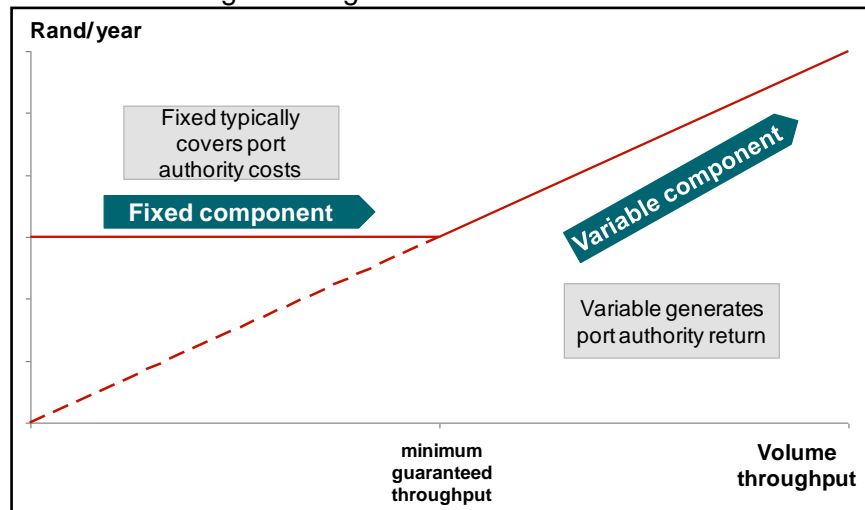 Rand/year
Fixed typically
covers port
authority costs
Fixed component
Variable component
Variable generates
port authority return
minimum
guaranteed
throughput
Volume
throughput